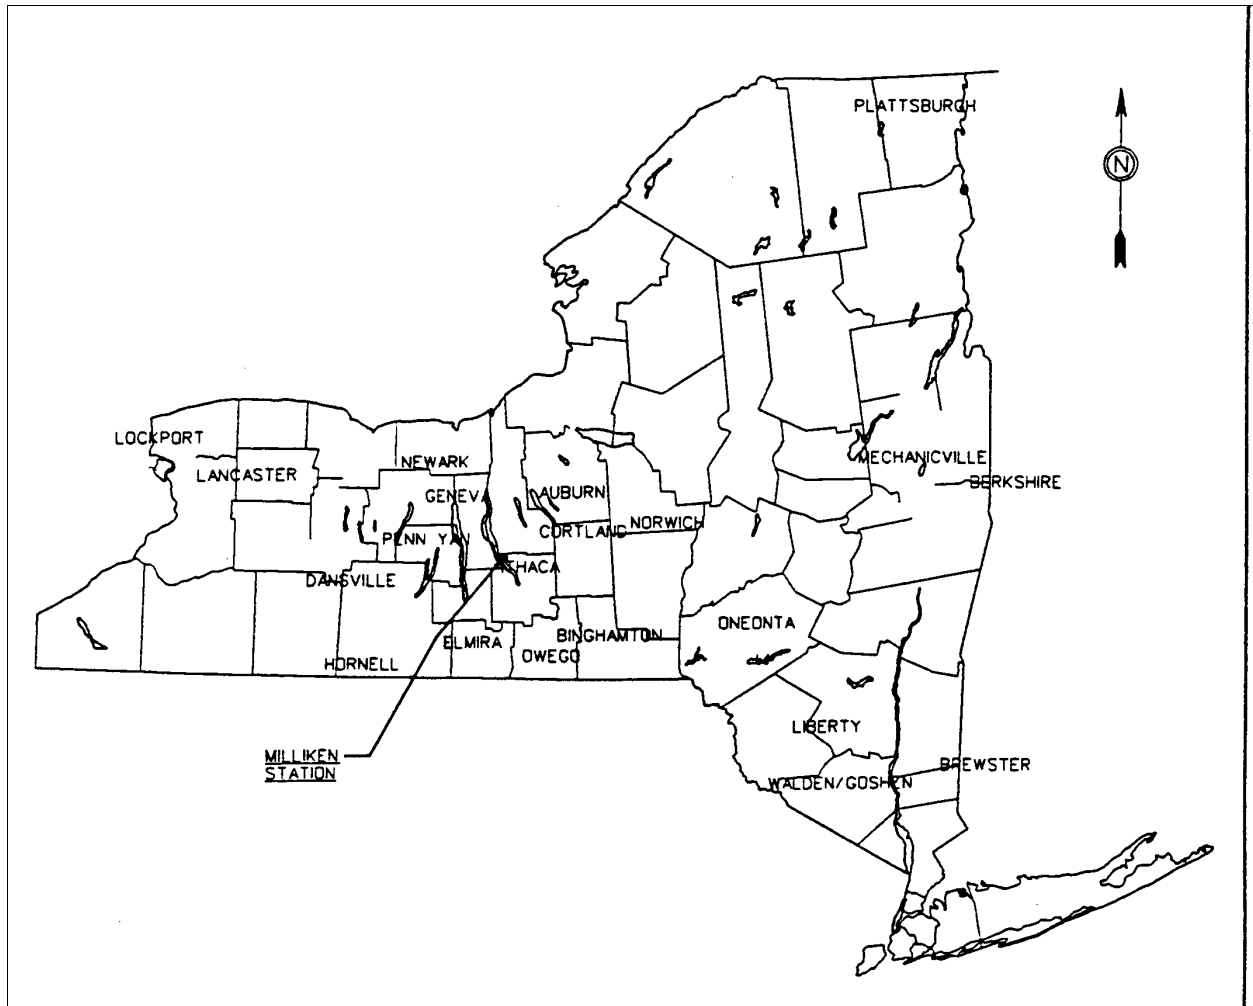 PLATTSBURGH
N
LOCKPORT
LANCASTER
NEWARK
MECHANICVILLE
BERKSHIRE
GENEVA
AUBURN
NORWICH
CORTLAND
PENN YAN
ITHACA
DANSVILLE
ONEONTA
BINGHAMTON
ELMIRA
OWEGO
HORNELL
LIBERTY
MILLIKEN
STATION
BREWSTER
WALDEN/GOSHEN